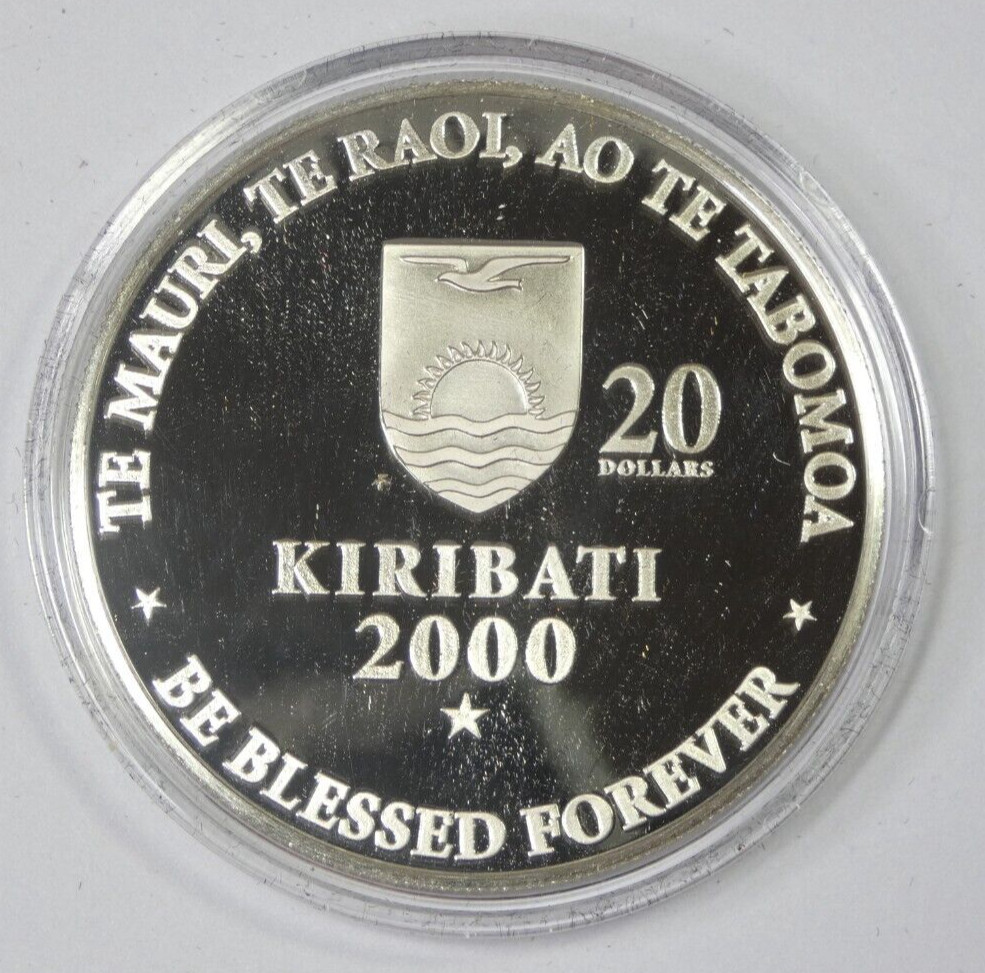 TE MAURI, TE RAOI, AO TE TABOMOA
20
DOLLARS
KIRIBATI
2000
BE BLESSED FOREVER